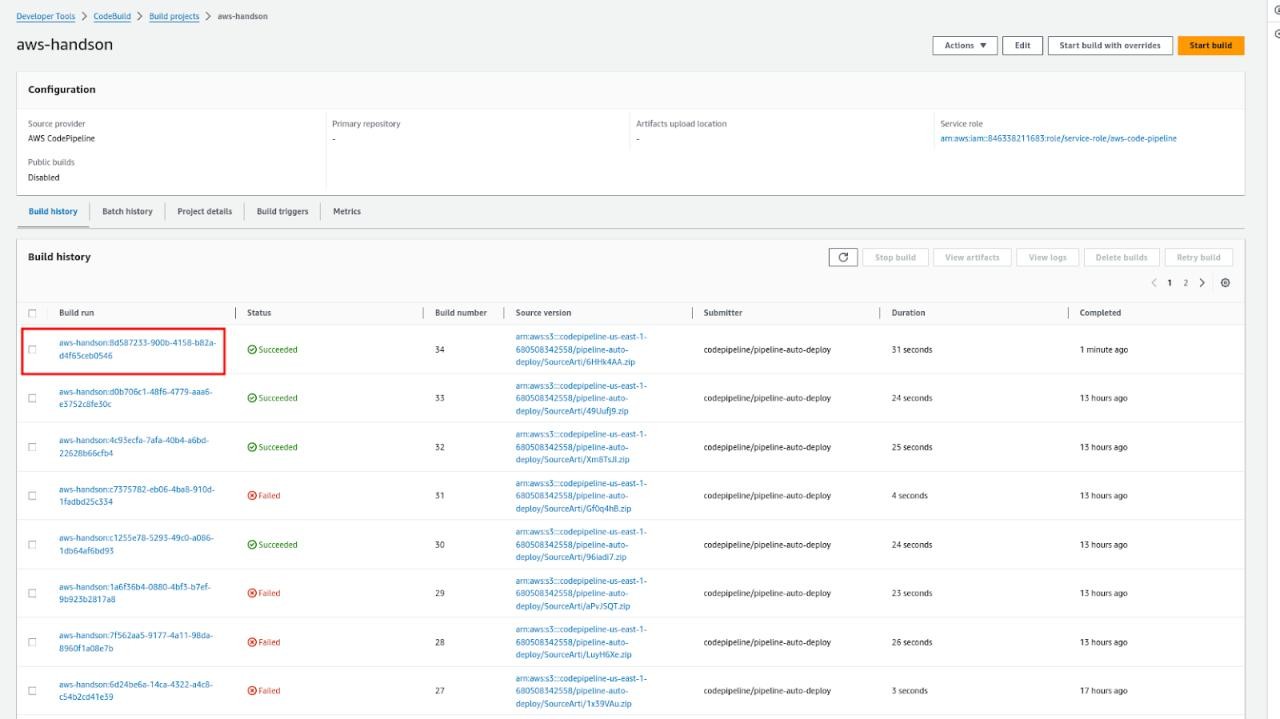 Developer Tools > CodeBuild > Build projects > aws-handson
aws-handson
Actions ▼ Edit Start build with overrides Start build
Configuration
Source provider Primary repository Artifacts upload location Service role
AWS CodePipeline - - arn:aws:iam::846338211683:role/service-role/aws-code-pipeline
Public builds
Disabled
Build history Batch history Project details Build triggers Metrics
Build history
Stop build View artifacts View logs Delete builds Retry build
< 1 2 >
Build run Status Build number Source version Submitter Duration Completed
aws-handson:8d587233-900b-4158-b82a-
d4f65ceb0546
Succeeded
34
arn:aws:s3:::codepipeline-us-east-1-
680508342558/pipeline-auto-
deploy/SourceArti/6HHk4AA.zip
codepipeline/pipeline-auto-deploy
31 seconds
1 minute ago
aws-handson:d0b706c1-48f6-4779-aaa6-
e3752c8fe30c
Succeeded
33
arn:aws:s3:::codepipeline-us-east-1-
680508342558/pipeline-auto-
deploy/SourceArti/49Uufj9.zip
codepipeline/pipeline-auto-deploy
24 seconds
13 hours ago
aws-handson:4c93ecfa-7afa-40b4-a6bd-
22628b66cfb4
Succeeded
32
arn:aws:s3:::codepipeline-us-east-1-
680508342558/pipeline-auto-
deploy/SourceArti/Xm8TsJI.zip
codepipeline/pipeline-auto-deploy
25 seconds
13 hours ago
aws-handson:c7375782-eb06-4ba8-910d-
1fadbd25c334
Failed
31
arn:aws:s3:::codepipeline-us-east-1-
680508342558/pipeline-auto-
deploy/SourceArti/Gf0q4hB.zip
codepipeline/pipeline-auto-deploy
4 seconds
13 hours ago
aws-handson:c1255e78-5293-49c0-a086-
1db64af6bd93
Succeeded
30
arn:aws:s3:::codepipeline-us-east-1-
680508342558/pipeline-auto-
deploy/SourceArti/96iadi7.zip
codepipeline/pipeline-auto-deploy
24 seconds
13 hours ago
aws-handson:1a6f36b4-0880-4bf3-b7ef-
9b923b2817a8
Failed
29
arn:aws:s3:::codepipeline-us-east-1-
680508342558/pipeline-auto-
deploy/SourceArti/aPvJSQT.zip
codepipeline/pipeline-auto-deploy
23 seconds
13 hours ago
aws-handson:7f562aa5-9177-4a11-98da-
8960f1a08e7b
Failed
28
arn:aws:s3:::codepipeline-us-east-1-
680508342558/pipeline-auto-
deploy/SourceArti/LuyH6Xe.zip
codepipeline/pipeline-auto-deploy
26 seconds
13 hours ago
aws-handson:6d24be6a-14ca-4322-a4c8-
c54b2cd41e39
Failed
27
arn:aws:s3:::codepipeline-us-east-1-
680508342558/pipeline-auto-
deploy/SourceArti/1x39VAu.zip
codepipeline/pipeline-auto-deploy
3 seconds
17 hours ago